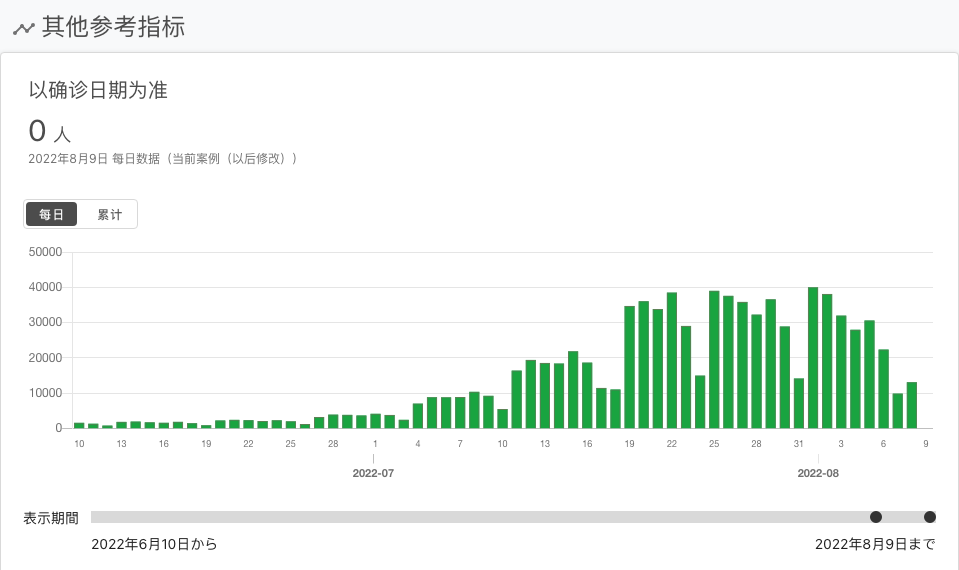 其他参考指标
以确诊日期为准
0 人
2022年8月9日 每日数据（当前案例（以后修改））
每日 累计
50000
40000
30000
20000
10000
0
10 13 16 19 22 25 28 1 4 7 10 13 16 19 22 25 28 31 3 6 9
2022-07 2022-08
表示期間
2022年6月10日から 2022年8月9日まで